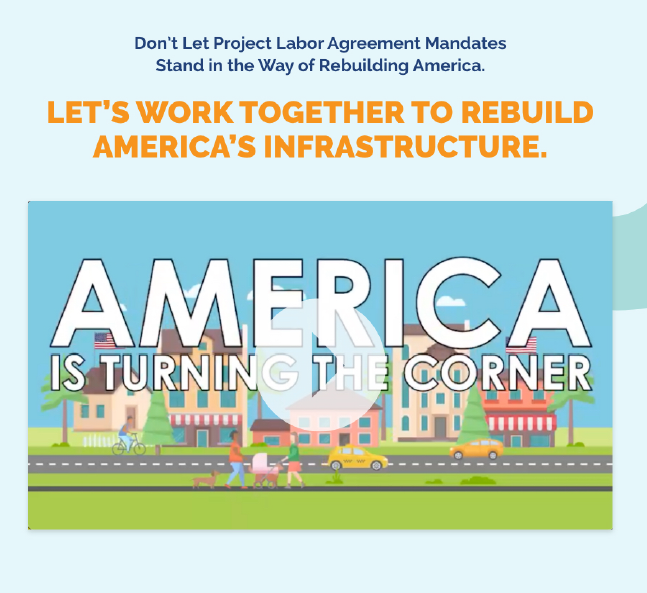 Don’t Let Project Labor Agreement Mandates
Stand in the Way of Rebuilding America.
LET’S WORK TOGETHER TO REBUILD
AMERICA’S INFRASTRUCTURE.
AMERICA
IS TURNING THE CORNER